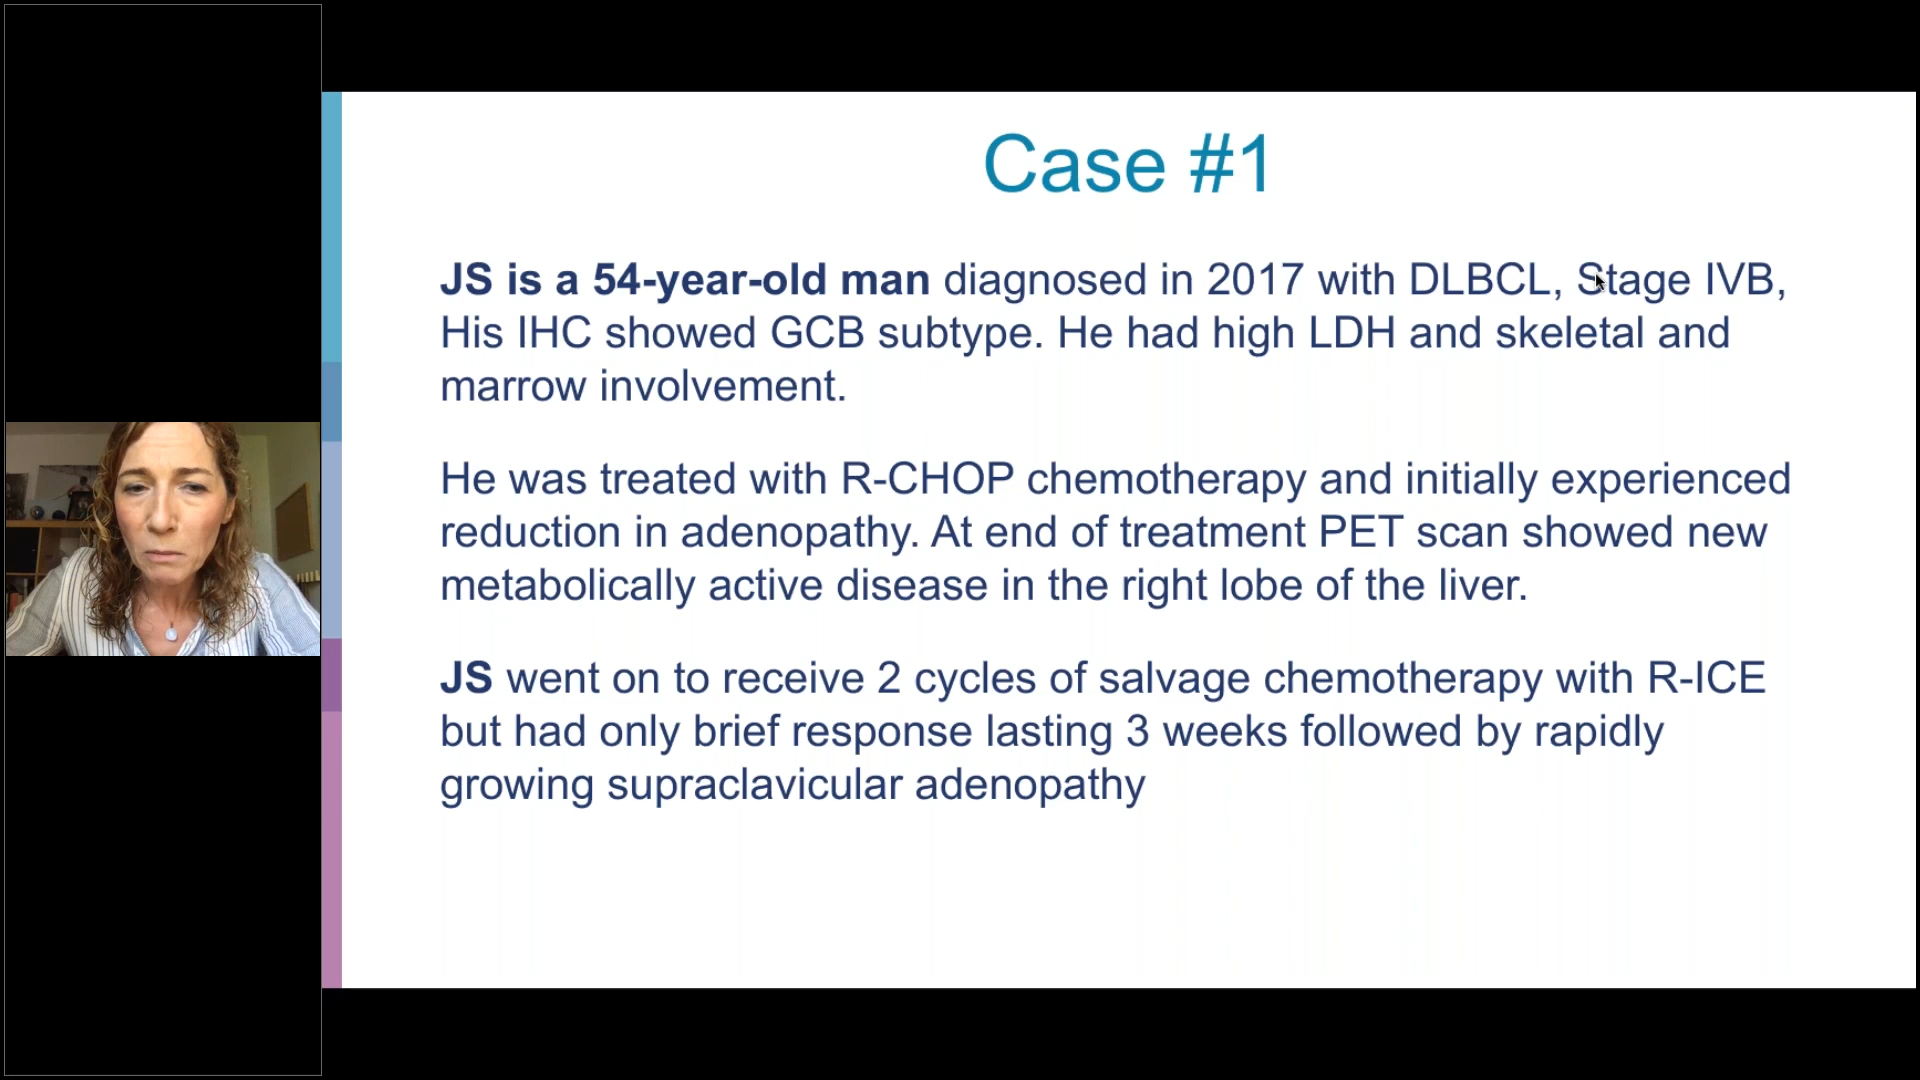 Case #1
JS is a 54-year-old man diagnosed in 2017 with DLBCL, Stage IVB,
His IHC showed GCB subtype. He had high LDH and skeletal and
marrow involvement.
He was treated with R-CHOP chemotherapy and initially experienced
reduction in adenopathy. At end of treatment PET scan showed new
metabolically active disease in the right lobe of the liver.
JS went on to receive 2 cycles of salvage chemotherapy with R-ICE
but had only brief response lasting 3 weeks followed by rapidly
growing supraclavicular adenopathy